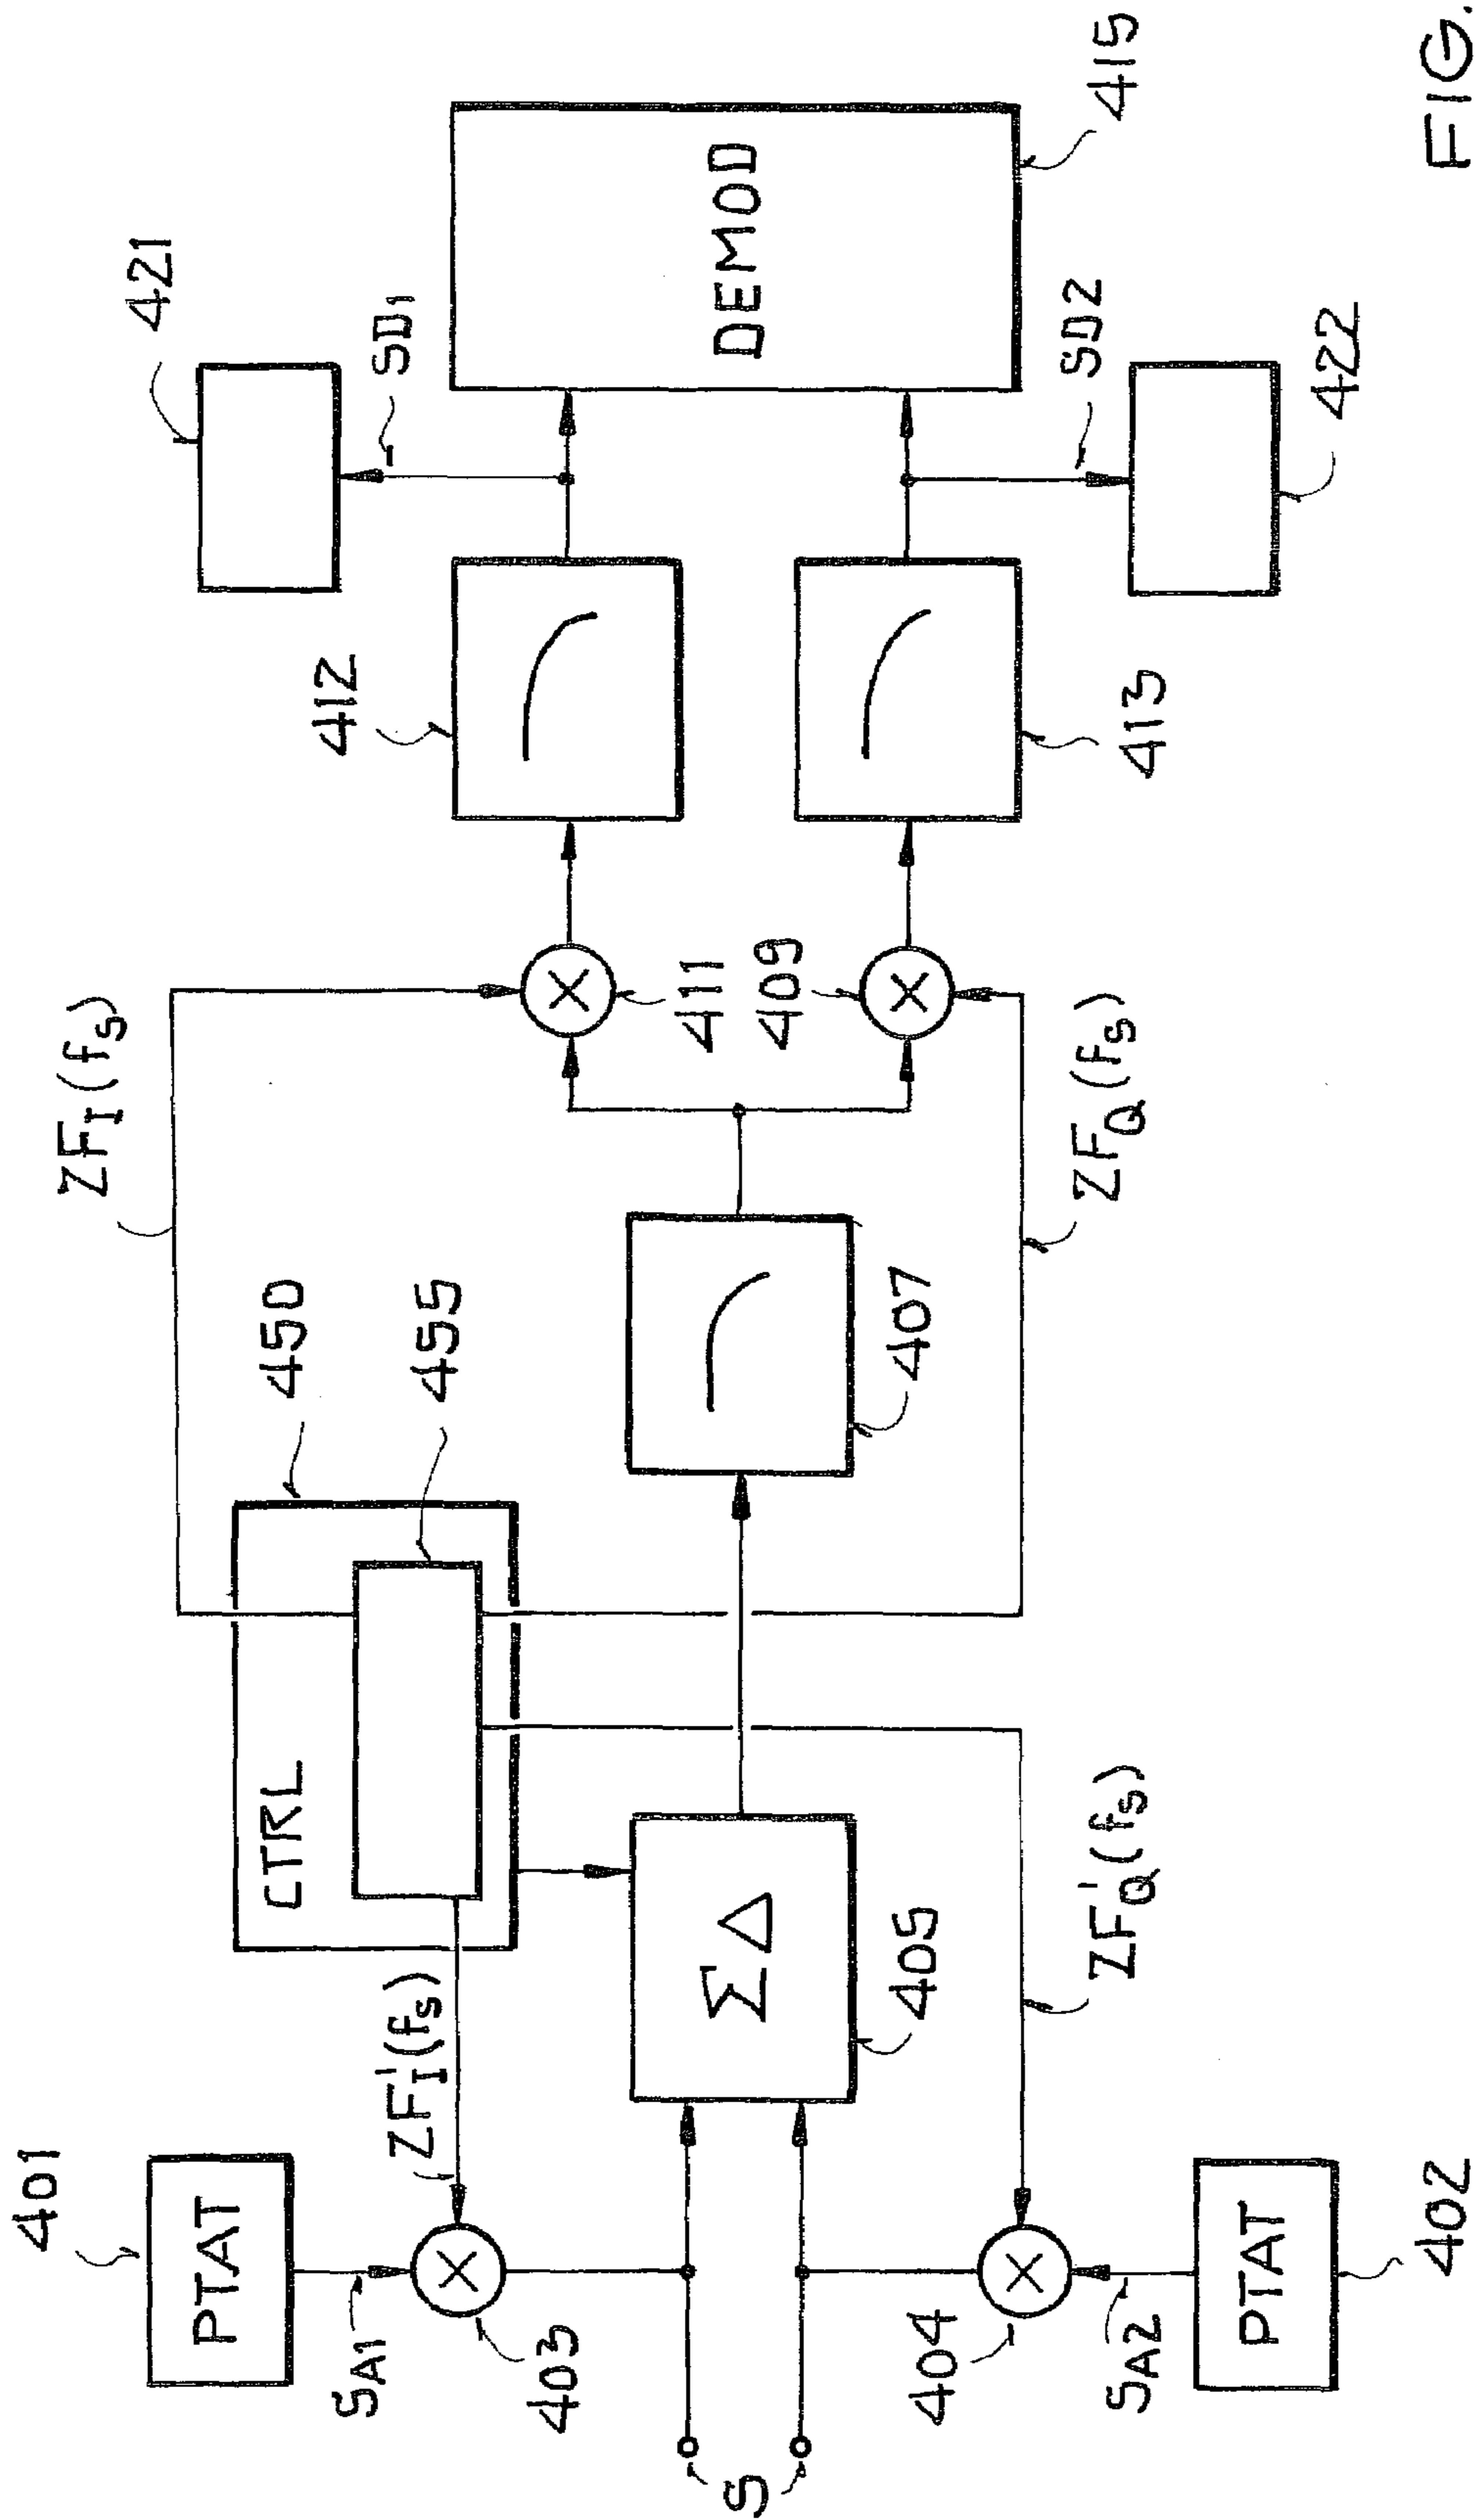 401
PTAT
SA1
403
ZF'I(fs)
CTRL
450
455
ZFI(fs)
S
ΣΔ
405
407
411
409
412
413
421
SD1
DEMOD
415
SD2
422
ZFQ(fs)
ZF'Q(fs)
404
SA2
PTAT
402
FIG.